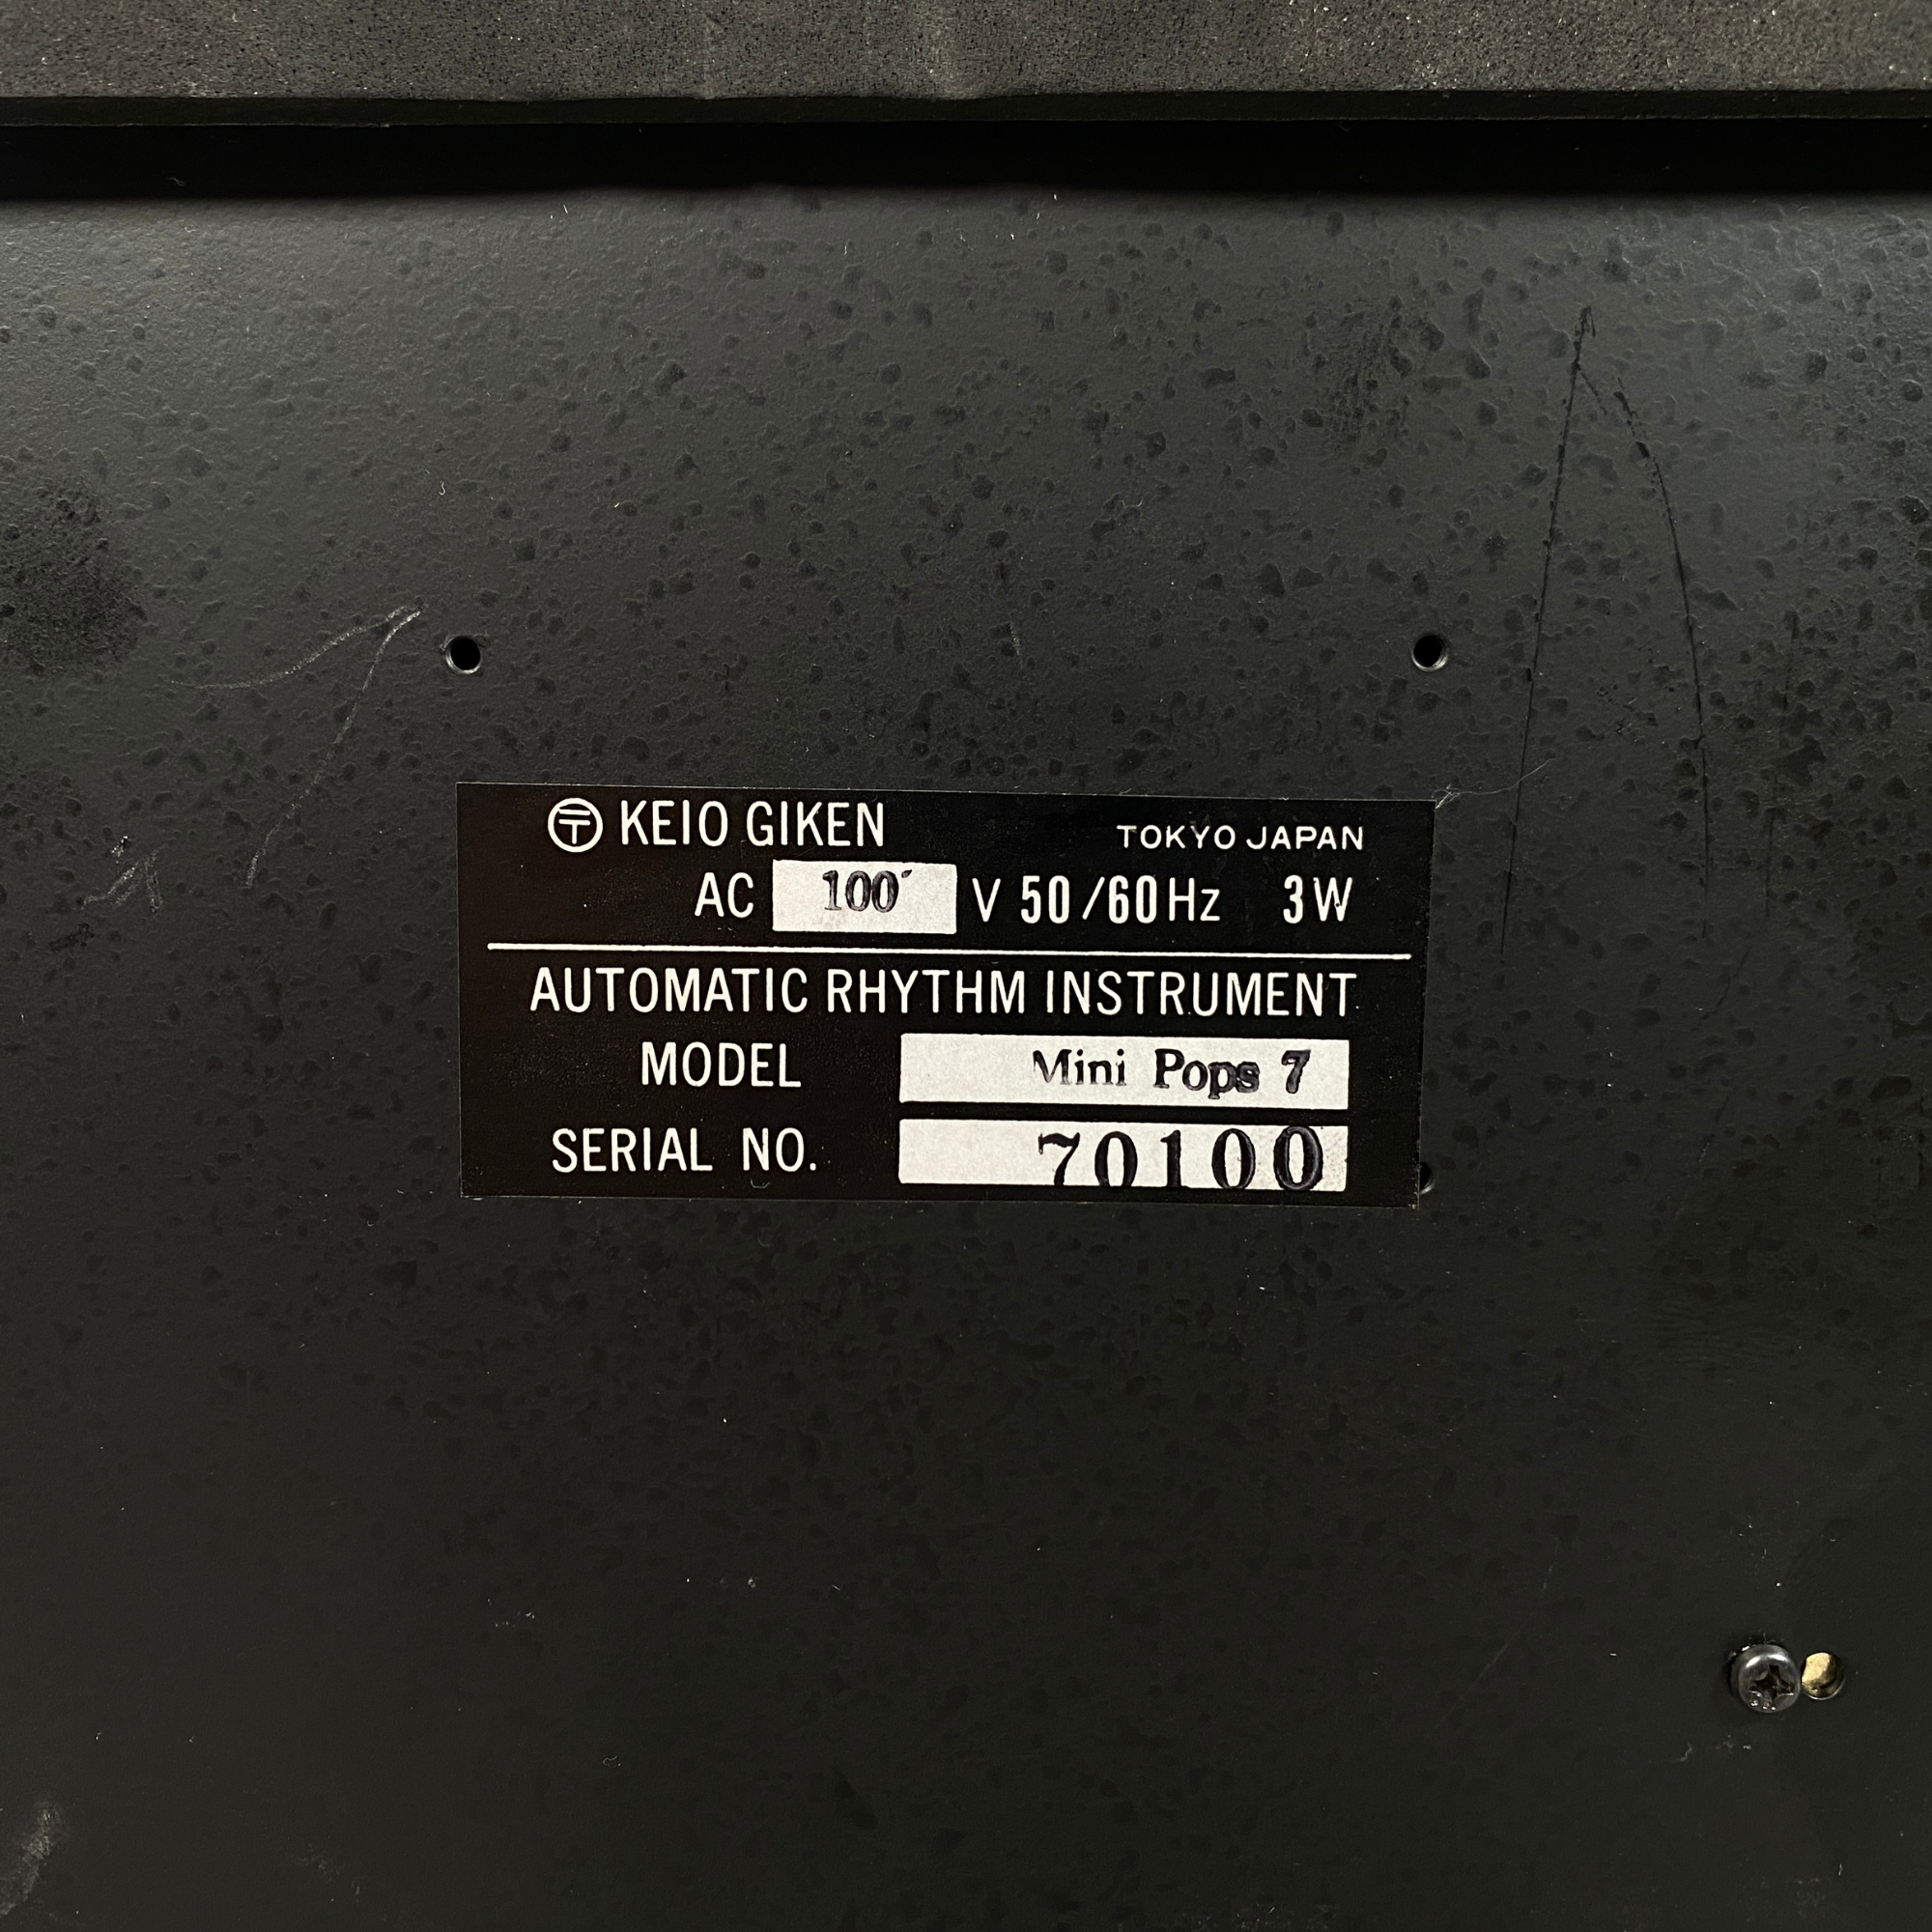 〶 KEIO GIKEN TOKYO JAPAN
AC 100 V 50/60Hz 3W
AUTOMATIC RHYTHM INSTRUMENT
MODEL Mini Pops 7
SERIAL NO. 70100